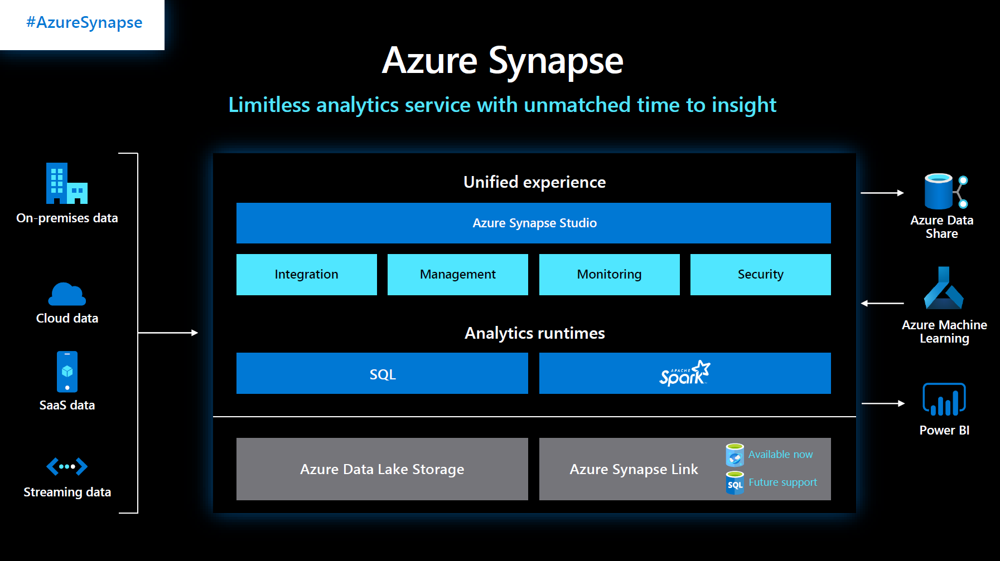 #AzureSynapse
Azure Synapse
Limitless analytics service with unmatched time to insight
On-premises data
Cloud data
SaaS data
Streaming data
Unified experience
Azure Synapse Studio
Integration
Management
Monitoring
Security
Analytics runtimes
SQL
APACHE
Spark
Azure Data Lake Storage
Azure Synapse Link
Available now
SQL
Future support
Azure Data
Share
Azure Machine
Learning
Power BI